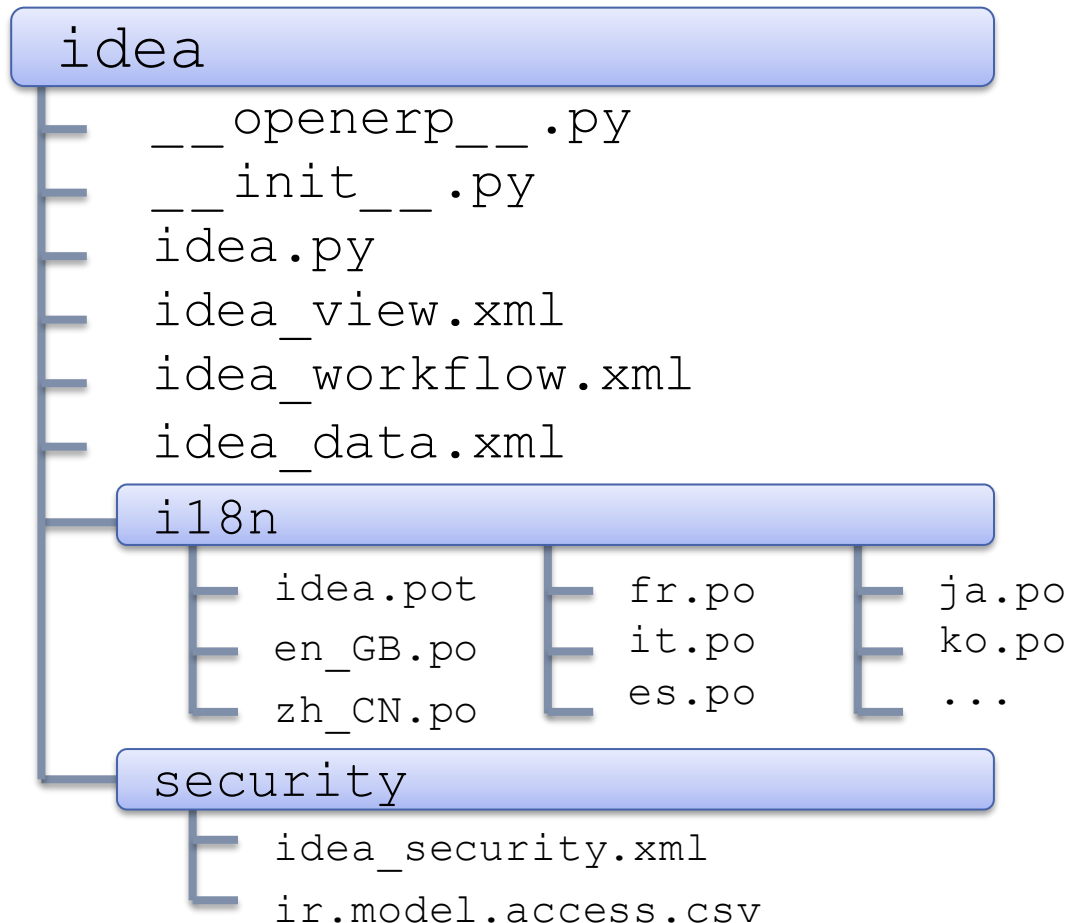 idea
__openerp__.py
__init__.py
idea.py
idea_view.xml
idea_workflow.xml
idea_data.xml
i18n
idea.pot
en_GB.po
zh_CN.po
fr.po
it.po
es.po
ja.po
ko.po
...
security
idea_security.xml
ir.model.access.csv